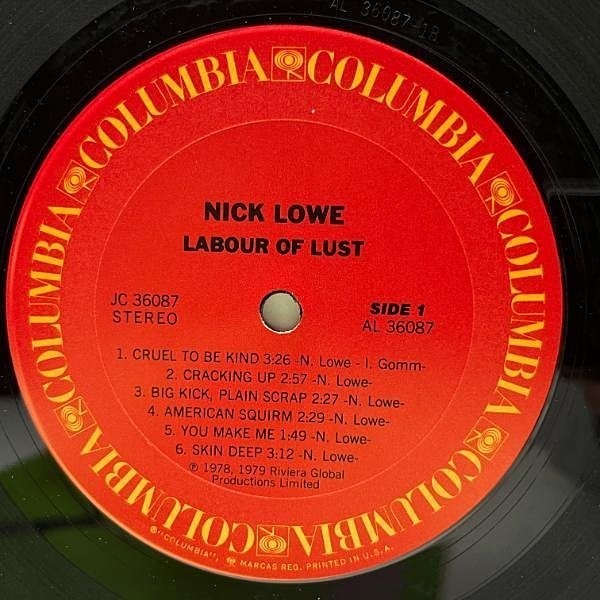 AL 36087 1B
COLUMBIA COLUMBIA COLUMBIA COLUMBIA COLUMBIA COLUMBIA COLUMBIA COLUMBIA
NICK LOWE
LABOUR OF LUST
JC 36087
STEREO
SIDE 1
AL 36087
1. CRUEL TO BE KIND 3:26 -N. Lowe - I. Gomm-
2. CRACKING UP 2:57 -N. Lowe-
3. BIG KICK, PLAIN SCRAP 2:27 -N. Lowe-
4. AMERICAN SQUIRM 2:29 -N. Lowe-
5. YOU MAKE ME 1:49 -N. Lowe-
6. SKIN DEEP 3:12 -N. Lowe-
℗ 1978, 1979 Riviera Global
Productions Limited
®"COLUMBIA", MARCAS REG. PRINTED IN U.S.A.